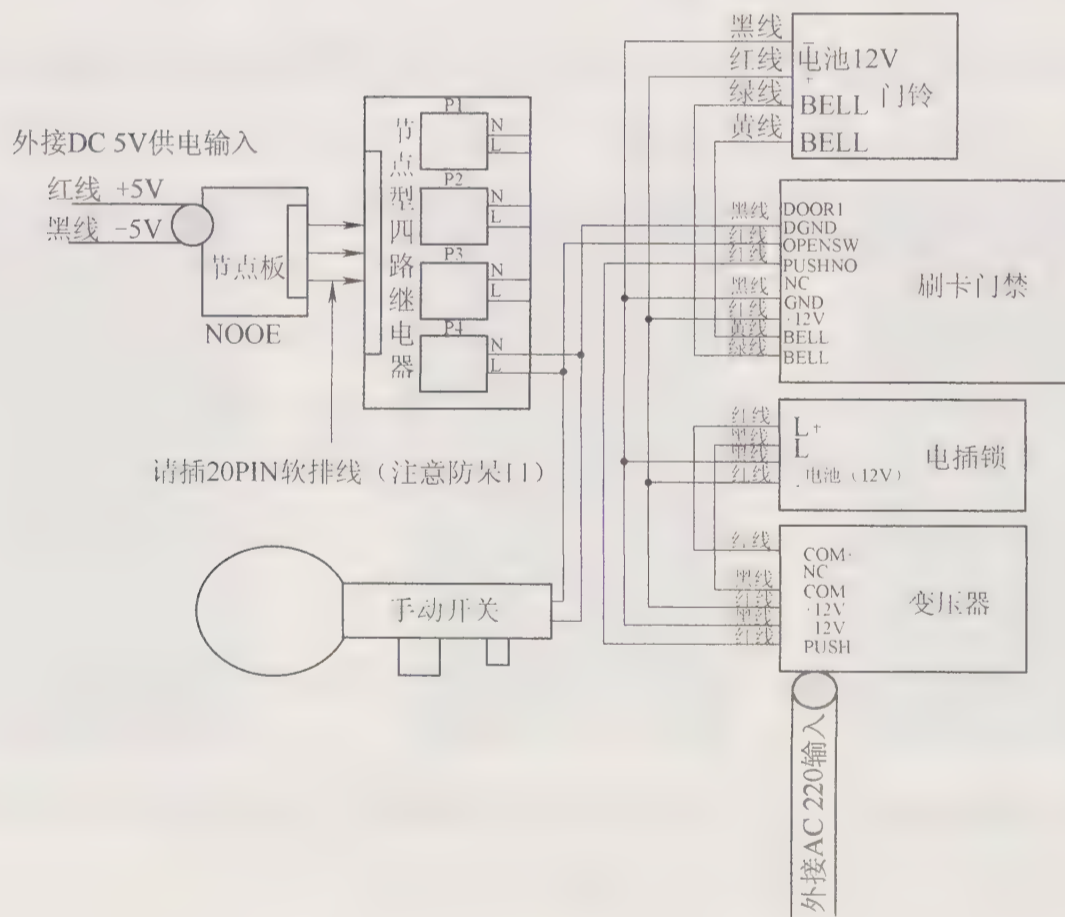 外接DC 5V供电输入
红线 +5V
黑线 -5V
节点板
NOOE
请插20PIN软排线（注意防呆口）
节点型四路继电器
P1
N
L
P2
N
L
P3
N
L
P4
N
L
手动开关
黑线
红线
绿线
黄线
-
电池12V
+
门铃
BELL
BELL
黑线
红线
红线
黑线
红线
黄线
绿线
DOOR1
DGND
OPENSW
PUSHNO
NC
GND
+12V
BELL
BELL
刷卡门禁
红线
黑线
黑线
红线
L+
L
电池（12V）
电插锁
红线
黑线
红线
黑线
红线
COM
NC
COM
12V
12V
PUSH
变压器
外接AC 220输入